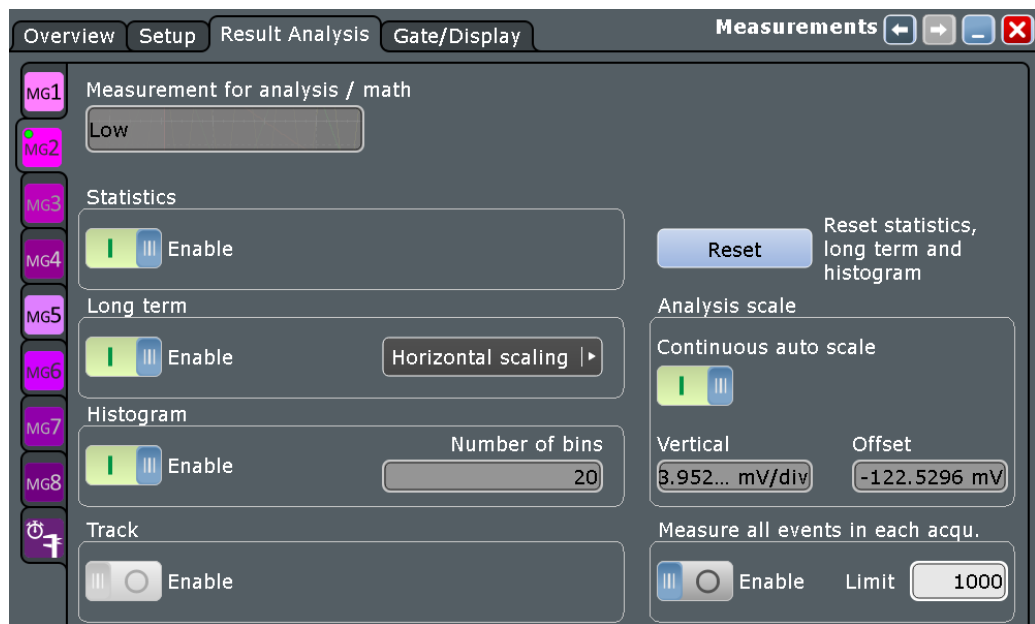 Overview Setup Result Analysis Gate/Display Measurements
MG1
MG2
MG3
MG4
MG5
MG6
MG7
MG8
Measurement for analysis / math
Low
Statistics
Enable
Reset
Reset statistics,
long term and
histogram
Long term
Enable
Horizontal scaling
Analysis scale
Continuous auto scale
Histogram
Enable
Number of bins
20
Vertical
3.952... mV/div
Offset
-122.5296 mV
Track
Enable
Measure all events in each acqu.
Enable
Limit
1000